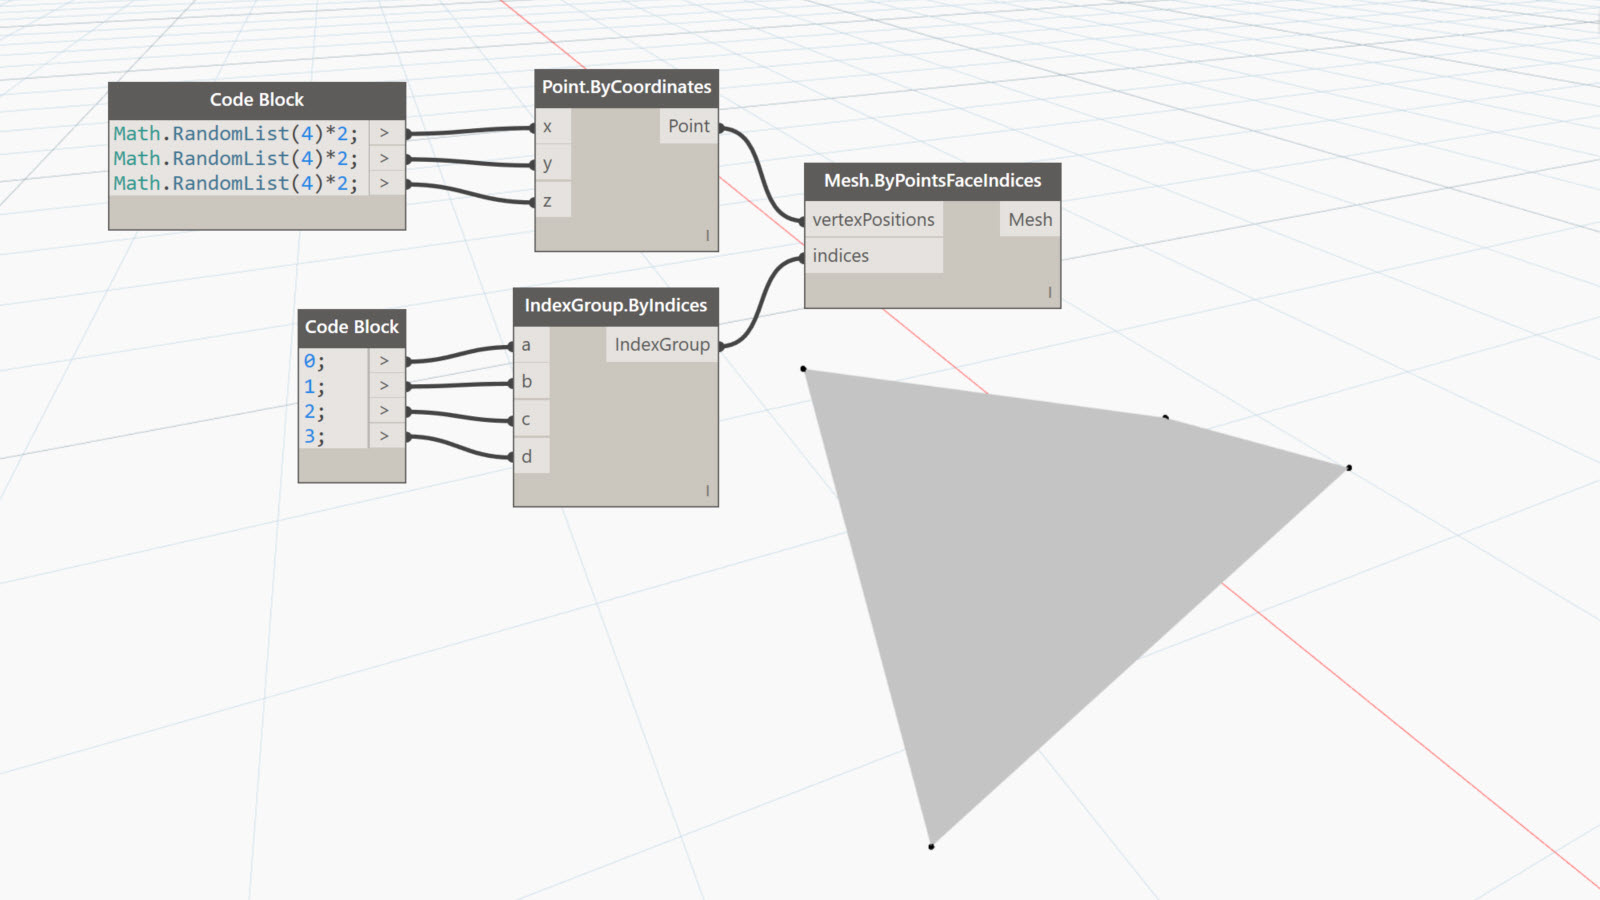 Code Block
Math.RandomList(4)*2; >
Math.RandomList(4)*2; >
Math.RandomList(4)*2; >
Point.ByCoordinates
x Point
y
z
l
Mesh.ByPointsFaceIndices
vertexPositions Mesh
indices
l
Code Block
0; >
1; >
2; >
3; >
IndexGroup.ByIndices
a IndexGroup
b
c
d
l